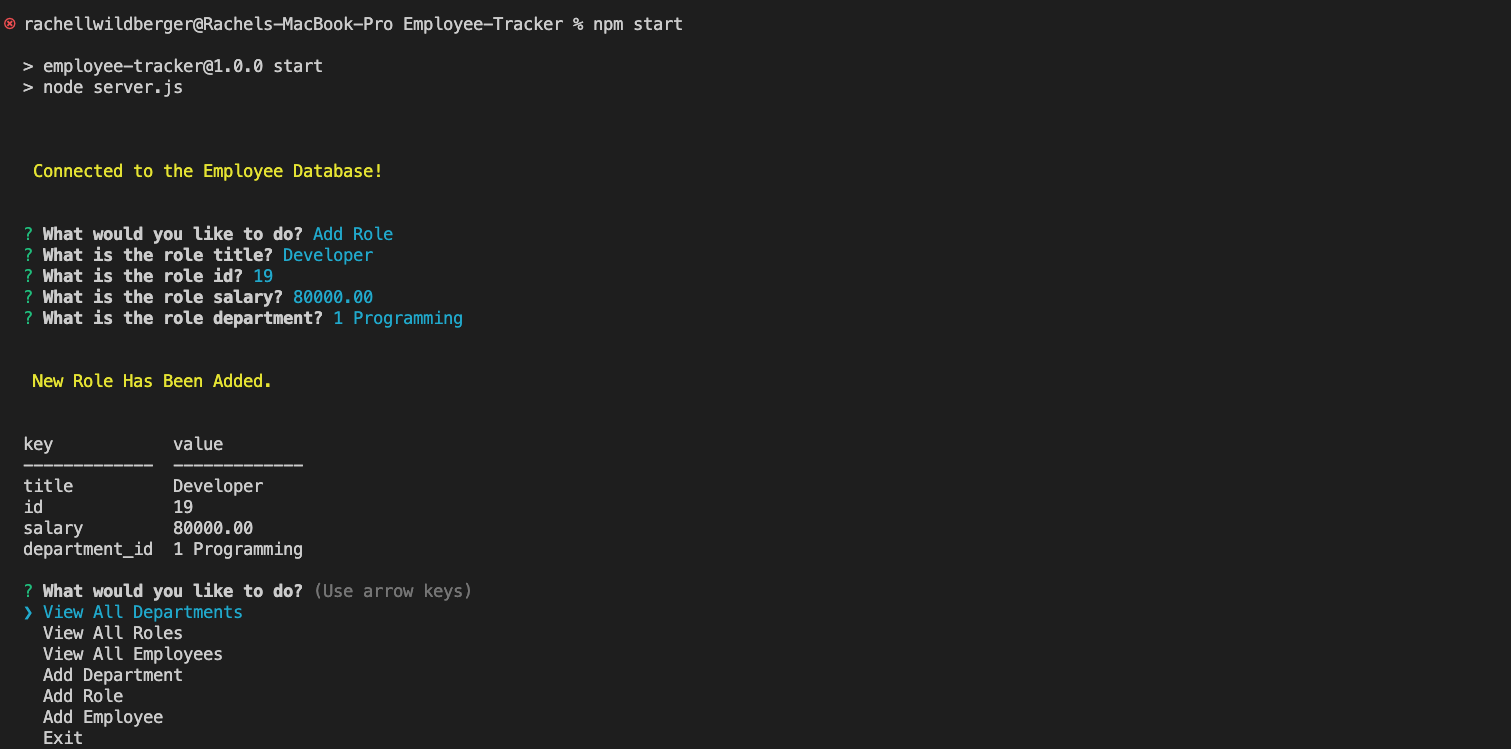 rachellwildberger@Rachels-MacBook-Pro Employee-Tracker % npm start
> employee-tracker@1.0.0 start
> node server.js
Connected to the Employee Database!
? What would you like to do? Add Role
? What is the role title? Developer
? What is the role id? 19
? What is the role salary? 80000.00
? What is the role department? 1 Programming
New Role Has Been Added.
key            value
-------------  -------------
title          Developer
id             19
salary         80000.00
department_id  1 Programming
? What would you like to do? (Use arrow keys)
❯ View All Departments
View All Roles
View All Employees
Add Department
Add Role
Add Employee
Exit